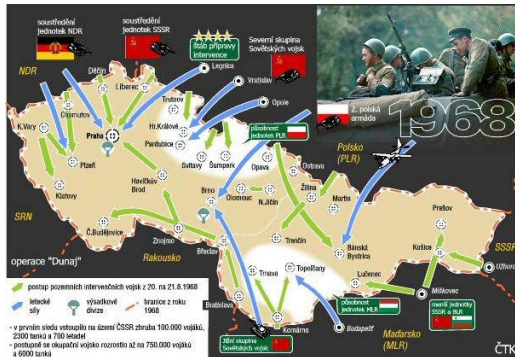 soustředění
jednotek NDR
soustředění
jednotek SSSR
štáb přípravy
intervence
Severní skupina
Sovětských vojsk
NDR
Legnica
Vratislav
Opole
Děčín
Liberec
Chomutov
Trutnov
K.Vary
Praha
Hr.Králové
Pardubice
působnost
jednotek PLR
2. polská
armáda
1968
Polsko
(PLR)
Plzeň
Svitavy
Šumperk
Opava
Ostrava
Klatovy
Havlíčkův
Brod
Olomouc
N.Jičín
Brno
Žilina
Martin
Prešov
SRN
Č.Budějovice
Trenčín
Bánská
Bystrica
Košice
SSSR
Rakousko
Znojmo
Břeclav
Trnava
Topolťany
Lučenec
Užhorod
operace "Dunaj"
Bratislava
Miškovec
postup pozemních intervenčních vojsk z 20. na 21.8.1968
letecké
síly
výsadkové
divize
hranice z roku
1968
Komárno
působnost
jednotek MLR
menší jednotky
SSSR a BLR
- v prvním sledu vstoupilo na území ČSSR zhruba 100.000 vojáků,
2300 tanků a 700 letadel
- postupně se okupační vojsko rozrostlo až na 750.000 vojáků
a 6000 tanků
Jižní skupina
Sovětských vojsk
Budapešť
Maďarsko
(MLR)
ČTK